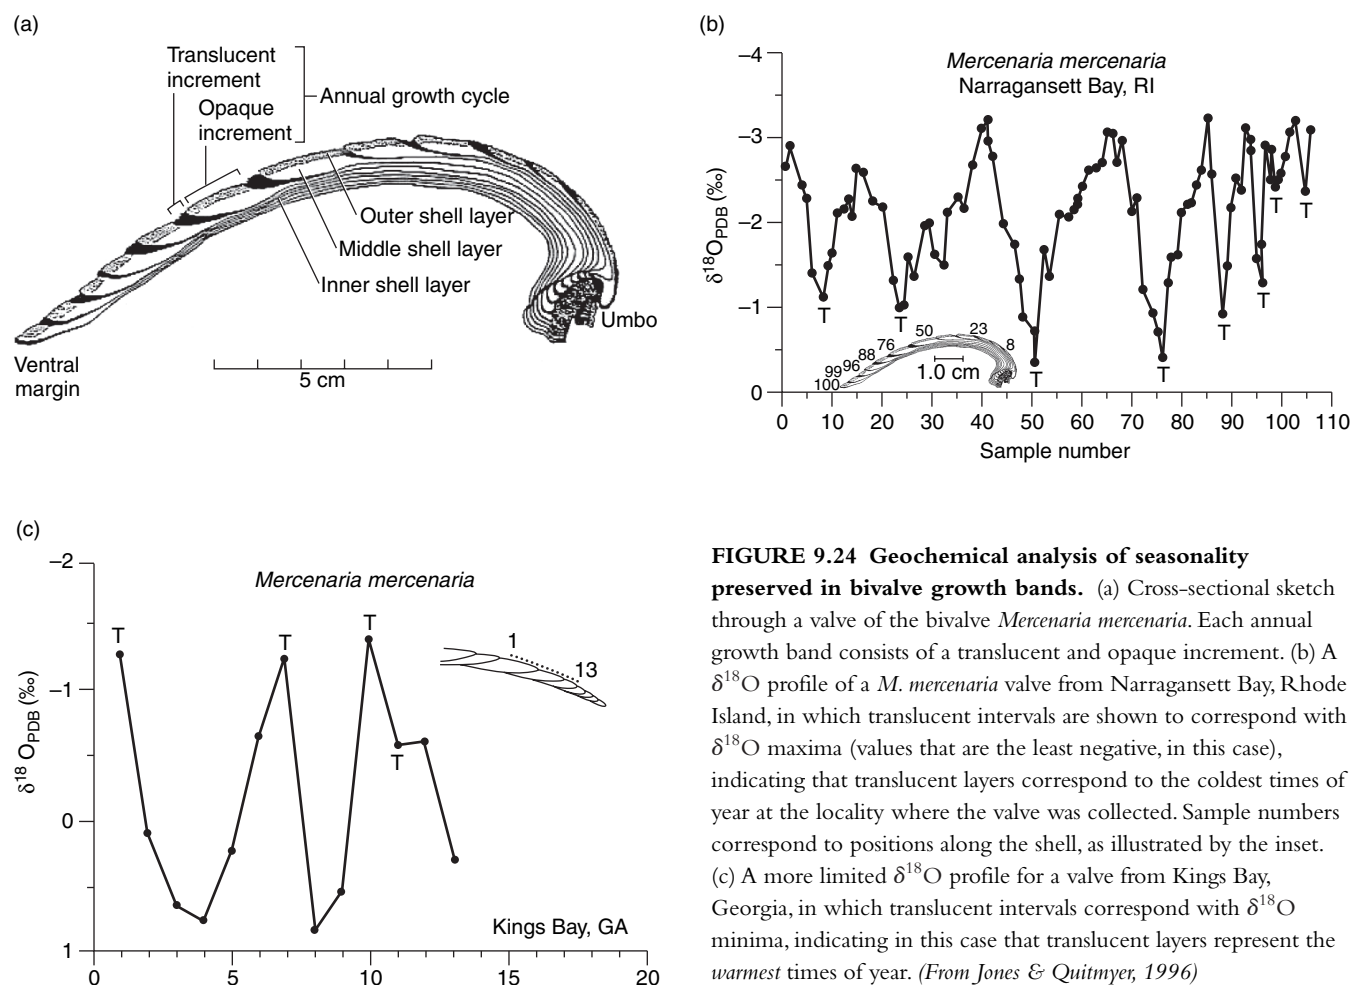 (a)
Translucent
increment
Opaque
increment
Annual growth cycle
Outer shell layer
Middle shell layer
Inner shell layer
Umbo
Ventral
margin
5 cm
(b)
Mercenaria mercenaria
Narragansett Bay, RI
δ18OPDB (‰)
–4
–3
–2
–1
0
T
T
T
T
T
T
T
T
50
23
8
76
88
96
99
100
1.0 cm
0 10 20 30 40 50 60 70 80 90 100 110
Sample number
(c)
Mercenaria mercenaria
δ18 OPDB (‰)
–2
–1
0
1
T
T
T
T
1
13
Kings Bay, GA
0 5 10 15 20
FIGURE 9.24 Geochemical analysis of seasonality
preserved in bivalve growth bands. (a) Cross-sectional sketch
through a valve of the bivalve Mercenaria mercenaria. Each annual
growth band consists of a translucent and opaque increment. (b) A
δ18O profile of a M. mercenaria valve from Narragansett Bay, Rhode
Island, in which translucent intervals are shown to correspond with
δ18O maxima (values that are the least negative, in this case),
indicating that translucent layers correspond to the coldest times of
year at the locality where the valve was collected. Sample numbers
correspond to positions along the shell, as illustrated by the inset.
(c) A more limited δ18O profile for a valve from Kings Bay,
Georgia, in which translucent intervals correspond with δ18O
minima, indicating in this case that translucent layers represent the
warmest times of year. (From Jones & Quitmyer, 1996)